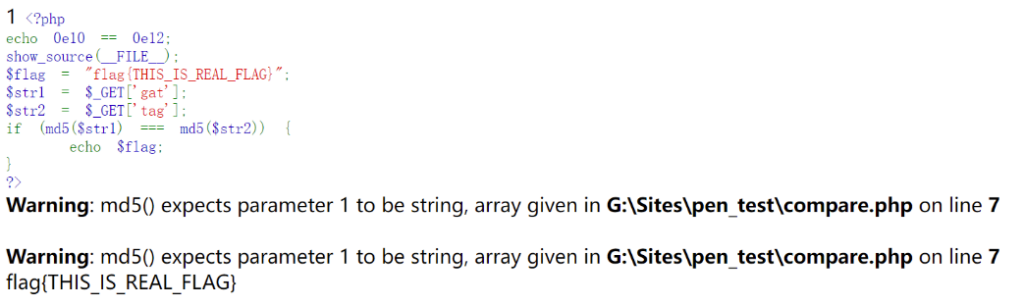 1 <?php
echo 0e10 == 0e12;
show_source(__FILE__);
$flag = "flag{THIS_IS_REAL_FLAG}";
$str1 = $_GET['gat'];
$str2 = $_GET['tag'];
if (md5($str1) === md5($str2)) {
echo $flag;
}
?>
Warning: md5() expects parameter 1 to be string, array given in G:\Sites\pen_test\compare.php on line 7
Warning: md5() expects parameter 1 to be string, array given in G:\Sites\pen_test\compare.php on line 7
flag{THIS_IS_REAL_FLAG}